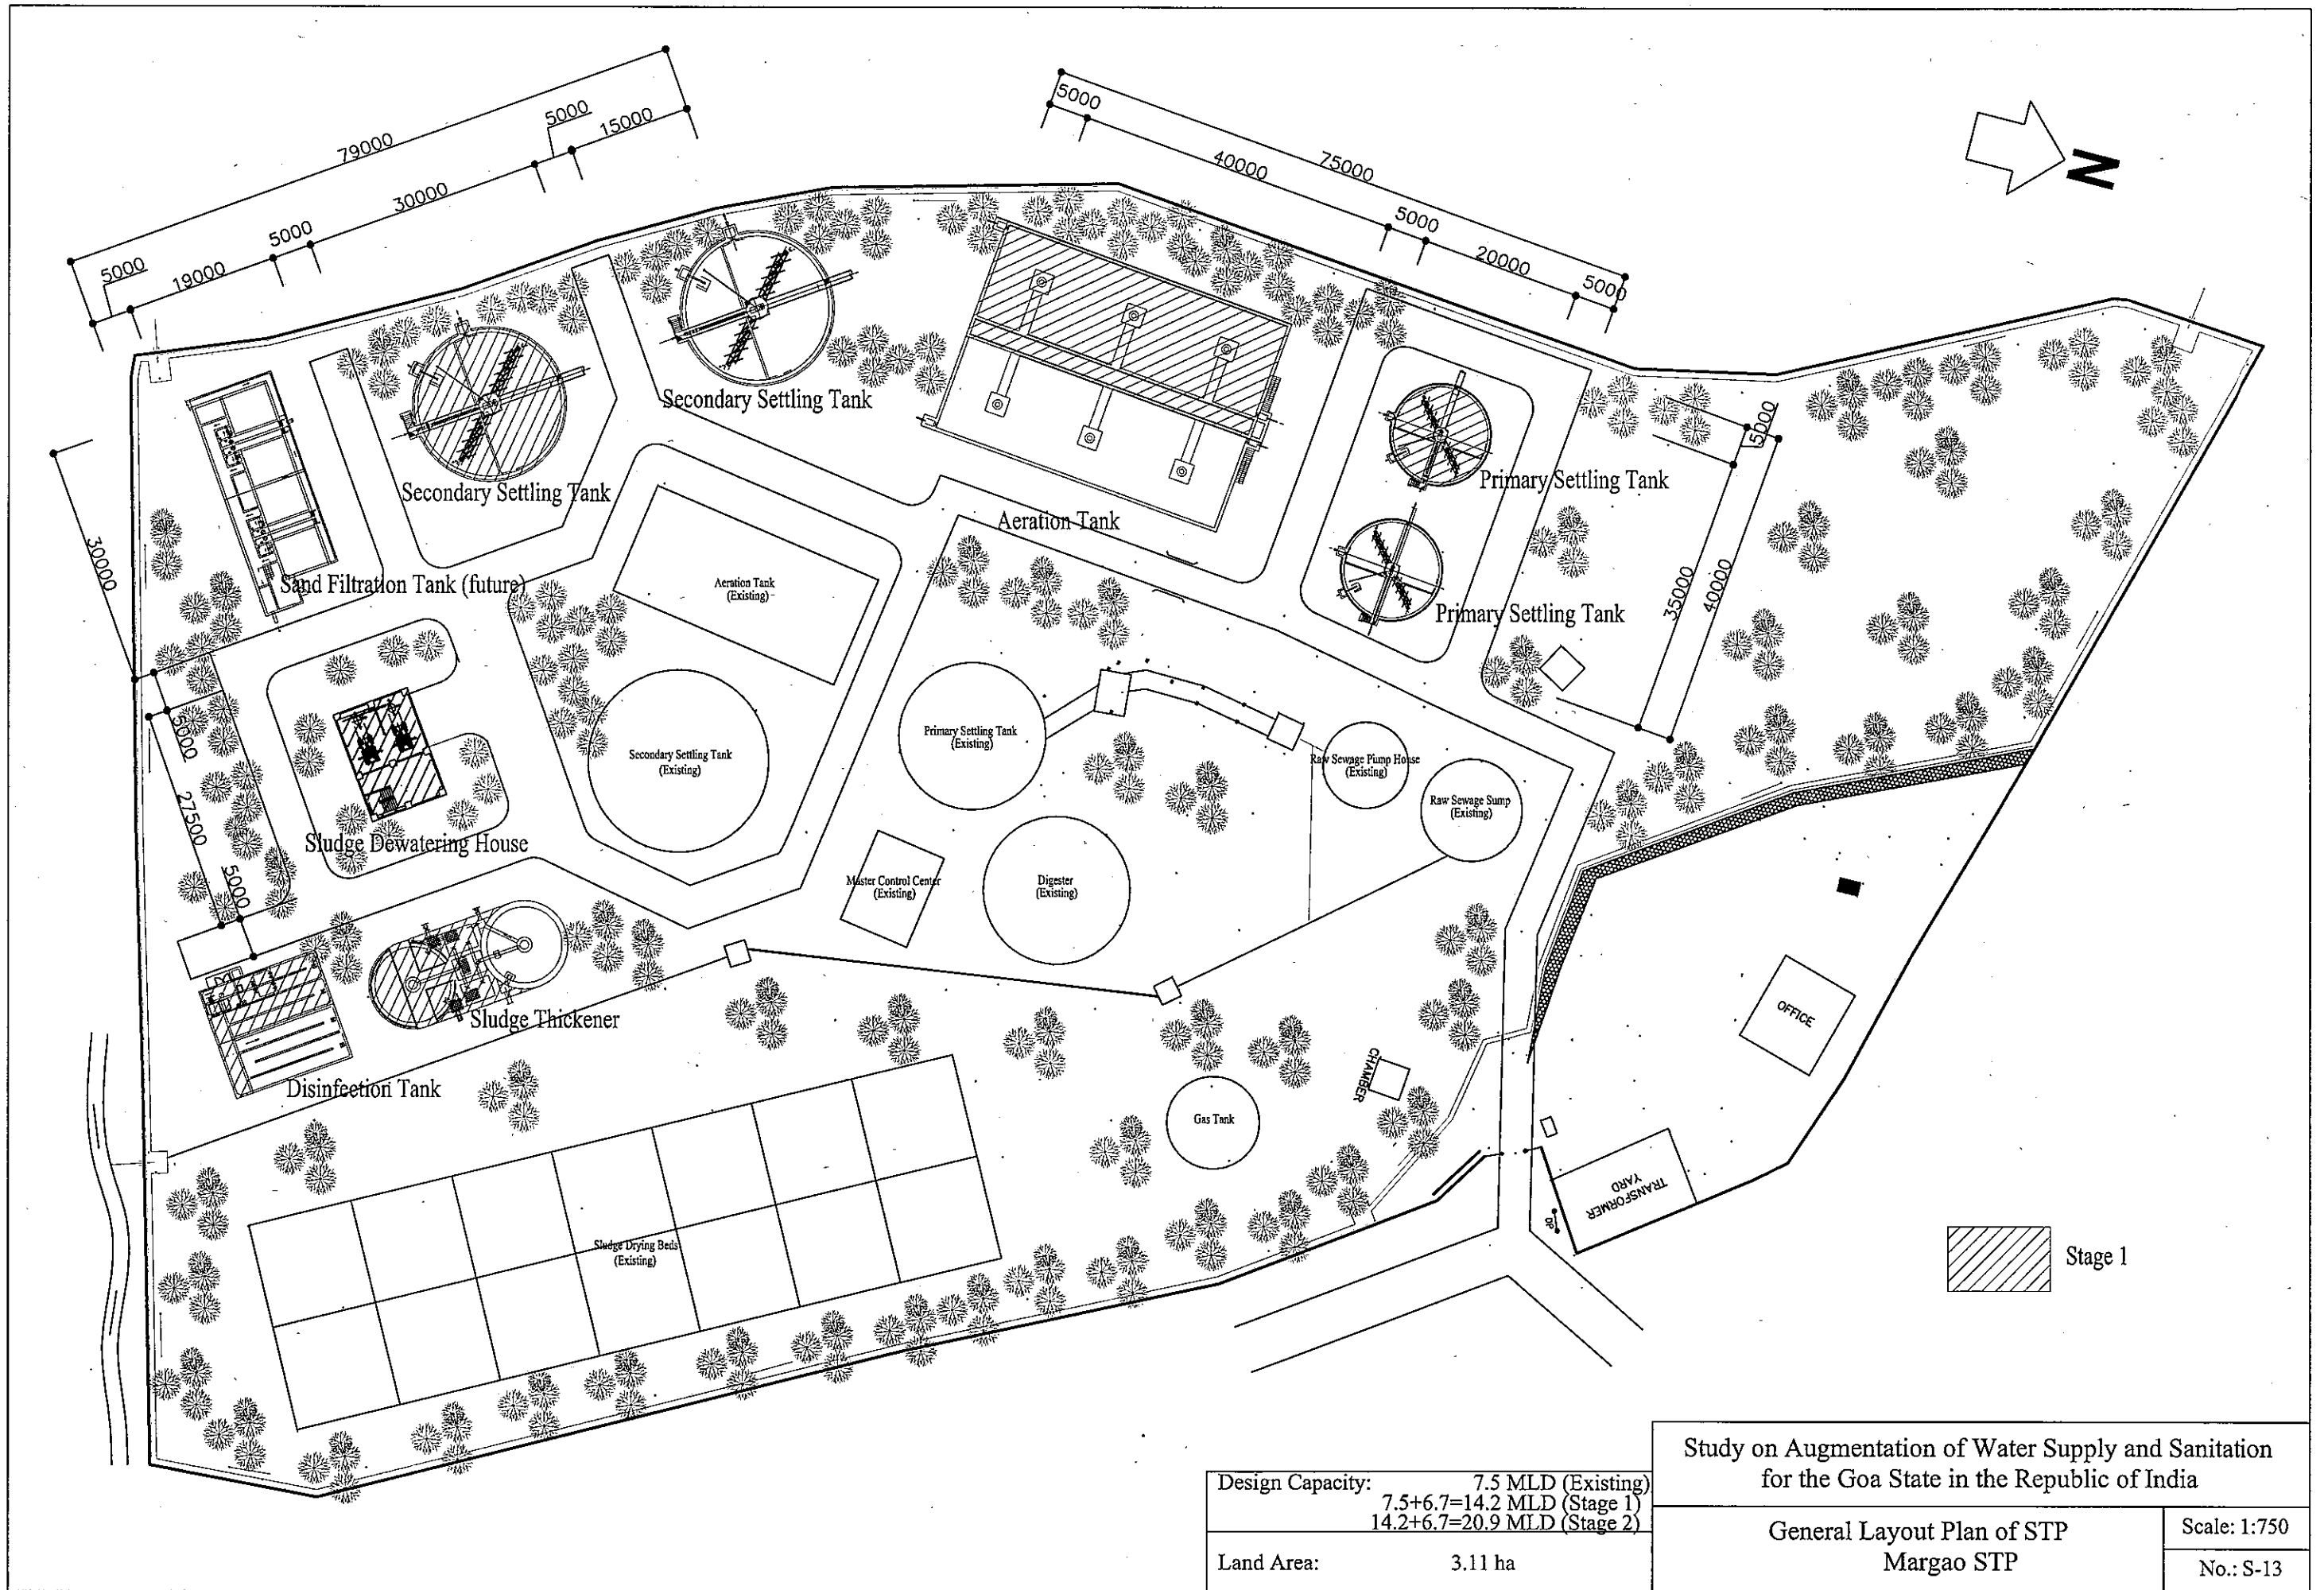 79000
5000
15000
30000
5000
19000
5000
5000
75000
40000
5000
20000
5000
N
Secondary Settling Tank
Secondary Settling Tank
Aeration Tank
Primary Settling Tank
Primary Settling Tank
5000
35000
40000
30000
Sand Filtration Tank (future)
Aeration Tank
(Existing)
Secondary Settling Tank
(Existing)
Primary Settling Tank
(Existing)
Raw Sewage Pump House
(Existing)
Raw Sewage Sump
(Existing)
5000
27500
5000
Sludge Dewatering House
Master Control Center
(Existing)
Digester
(Existing)
Sludge Thickener
Disinfection Tank
OFFICE
CHAMBER
Gas Tank
TRANSFORMER
YARD
Sludge Drying Beds
(Existing)
Stage 1
Design Capacity: 7.5 MLD (Existing)
7.5+6.7=14.2 MLD (Stage 1)
14.2+6.7=20.9 MLD (Stage 2)
Land Area: 3.11 ha
Study on Augmentation of Water Supply and Sanitation
for the Goa State in the Republic of India
General Layout Plan of STP
Margao STP
Scale: 1:750
No.: S-13